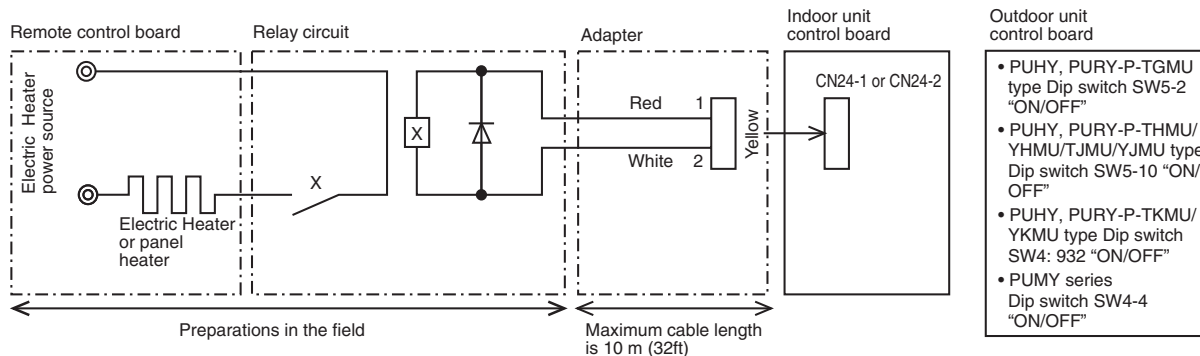 Remote control board
Relay circuit
Adapter
Indoor unit
control board
Outdoor unit
control board
Electric Heater
power source
Electric Heater
or panel
heater
X
X
Red 1
White 2
Yellow
CN24-1 or CN24-2
• PUHY, PURY-P-TGMU
type Dip switch SW5-2
“ON/OFF”
• PUHY, PURY-P-THMU/
YHMU/TJMU/YJMU type
Dip switch SW5-10 “ON/
OFF”
• PUHY, PURY-P-TKMU/
YKMU type Dip switch
SW4: 932 “ON/OFF”
• PUMY series
Dip switch SW4-4
“ON/OFF”
Preparations in the field
Maximum cable length
is 10 m (32ft)